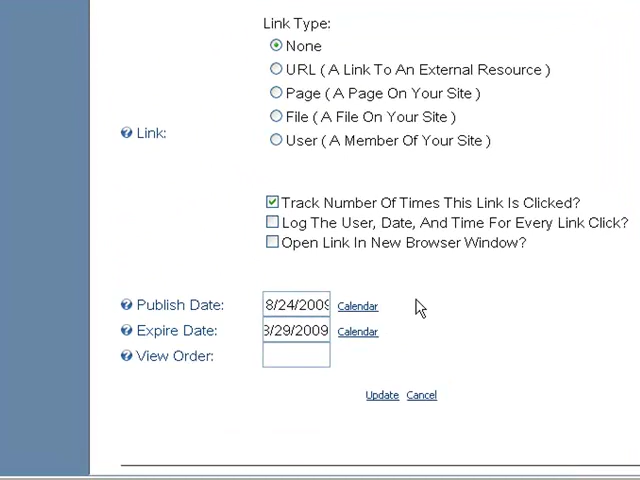 Link Type:
None
URL ( A Link To An External Resource )
Page ( A Page On Your Site )
File ( A File On Your Site )
User ( A Member Of Your Site )
Link:
Track Number Of Times This Link Is Clicked?
Log The User, Date, And Time For Every Link Click?
Open Link In New Browser Window?
Publish Date: 8/24/2009 Calendar
Expire Date: 8/29/2009 Calendar
View Order:
Update Cancel